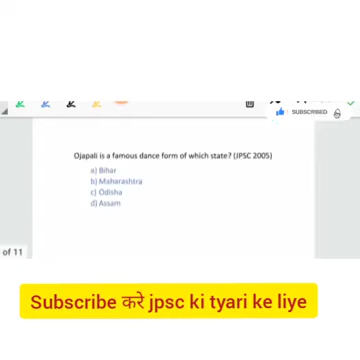 SUBSCRIBED
Ojapali is a famous dance form of which state? (JPSC 2005)
a) Bihar
b) Maharashtra
c) Odisha
d) Assam
of 11
Subscribe करे jpsc ki tyari ke liye